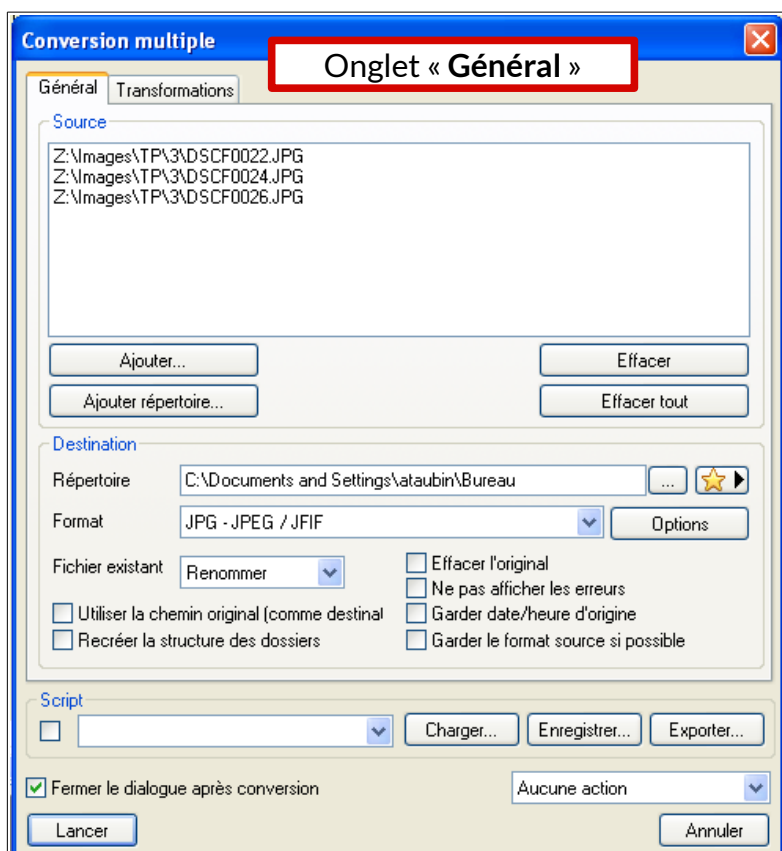 Conversion multiple
Onglet « Général »
Général Transformations
Source
Z:\Images\TP\3\DSCF0022.JPG
Z:\Images\TP\3\DSCF0024.JPG
Z:\Images\TP\3\DSCF0026.JPG
Ajouter... Effacer
Ajouter répertoire... Effacer tout
Destination
Répertoire C:\Documents and Settings\ataubin\Bureau ...
Format JPG - JPEG / JFIF Options
Fichier existant Renommer Effacer l'original
Ne pas afficher les erreurs
Utiliser la chemin original (comme destinat Garder date/heure d'origine
Recréer la structure des dossiers Garder le format source si possible
Script
Charger... Enregistrer... Exporter...
Fermer le dialogue après conversion Aucune action
Lancer Annuler